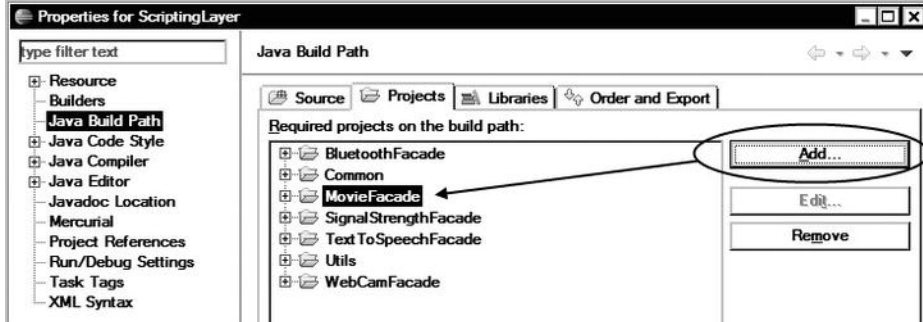 Properties for ScriptingLayer
type filter text
Resource
Builders
Java Build Path
Java Code Style
Java Compiler
Java Editor
Javadoc Location
Mercurial
Project References
Run/Debug Settings
Task Tags
XML Syntax
Java Build Path
Source Projects Libraries Order and Export
Required projects on the build path:
BluetoothFacade
Common
MovieFacade
SignalStrengthFacade
TextToSpeechFacade
Utils
WebCamFacade
Add...
Edit...
Remove